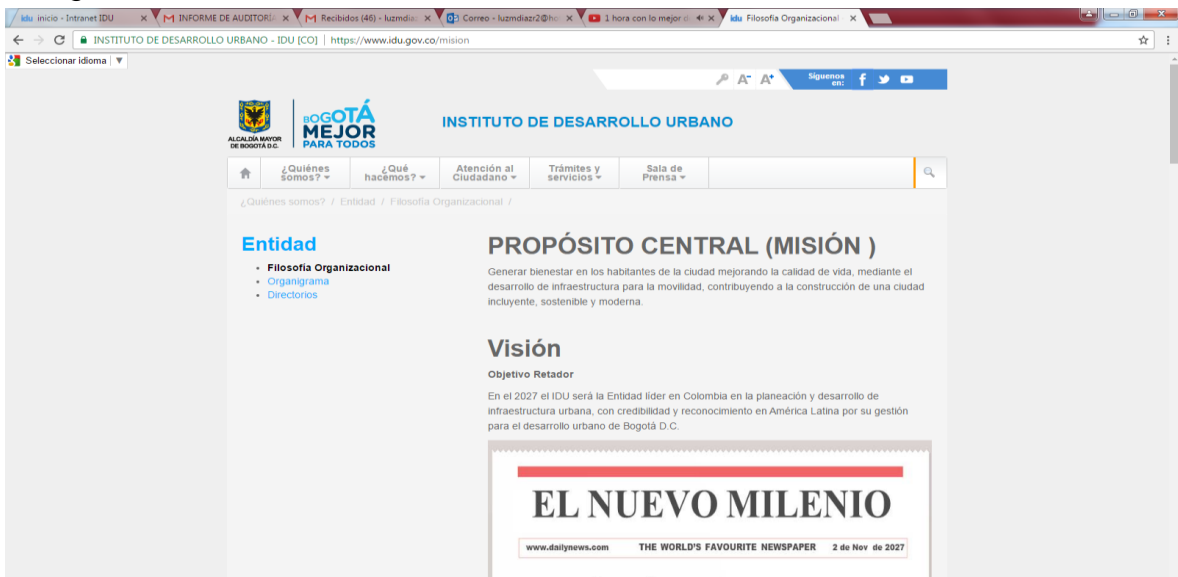 idu inicio - Intranet IDU
INFORME DE AUDITORÍA
Recibidos (46) - luzmdiaz
Correo - luzmdiazr2@ho
1 hora con lo mejor d
idu Filosofia Organizacional
INSTITUTO DE DESARROLLO URBANO - IDU [CO] | https://www.idu.gov.co/mision
Seleccionar idioma | ▼
A- A+
Síguenos
en:
ALCALDÍA MAYOR
DE BOGOTÁ D.C.
BOGOTÁ
MEJOR
PARA TODOS
INSTITUTO DE DESARROLLO URBANO
¿Quiénes
somos?
¿Qué
hacemos?
Atención al
Ciudadano
Trámites y
servicios
Sala de
Prensa
¿Quiénes somos? / Entidad / Filosofía Organizacional /
Entidad
Filosofía Organizacional
Organigrama
Directorios
PROPÓSITO CENTRAL (MISIÓN )
Generar bienestar en los habitantes de la ciudad mejorando la calidad de vida, mediante el
desarrollo de infraestructura para la movilidad, contribuyendo a la construcción de una ciudad
incluyente, sostenible y moderna.
Visión
Objetivo Retador
En el 2027 el IDU será la Entidad líder en Colombia en la planeación y desarrollo de
infraestructura urbana, con credibilidad y reconocimiento en América Latina por su gestión
para el desarrollo urbano de Bogotá D.C.
EL NUEVO MILENIO
www.dailynews.com THE WORLD'S FAVOURITE NEWSPAPER 2 de Nov de 2027